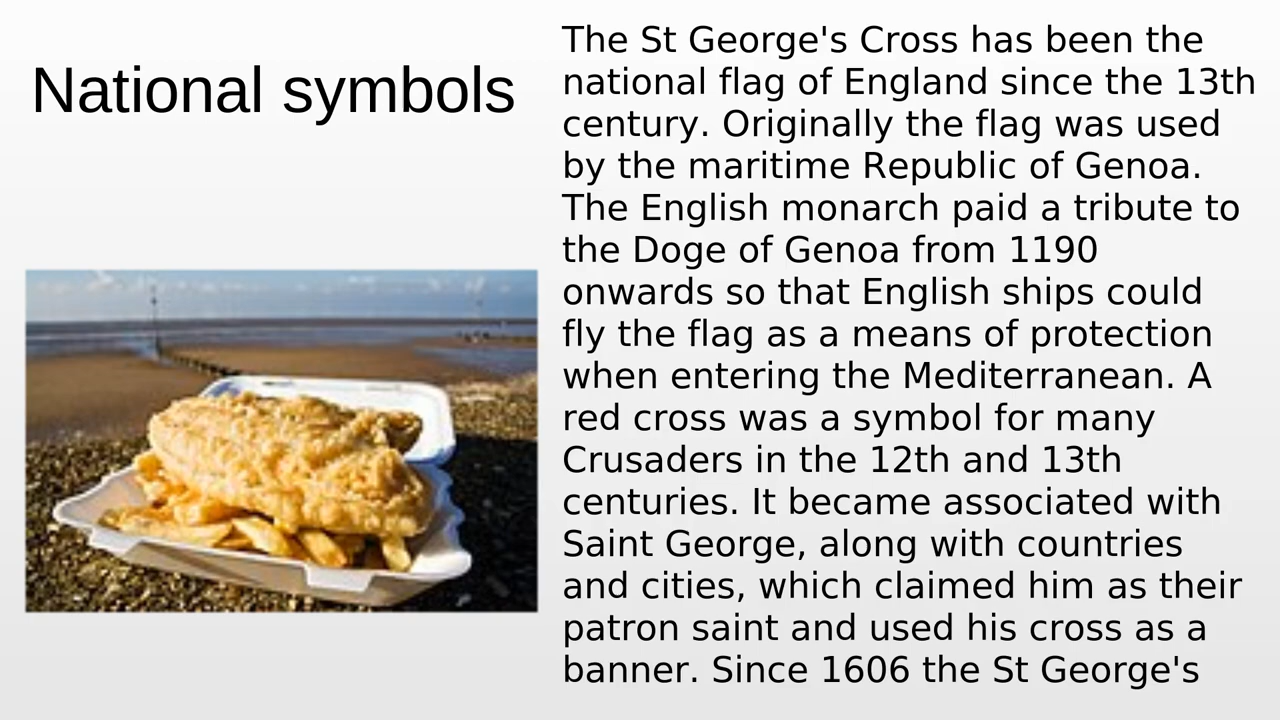 National symbols
The St George's Cross has been the
national flag of England since the 13th
century. Originally the flag was used
by the maritime Republic of Genoa.
The English monarch paid a tribute to
the Doge of Genoa from 1190
onwards so that English ships could
fly the flag as a means of protection
when entering the Mediterranean. A
red cross was a symbol for many
Crusaders in the 12th and 13th
centuries. It became associated with
Saint George, along with countries
and cities, which claimed him as their
patron saint and used his cross as a
banner. Since 1606 the St George's